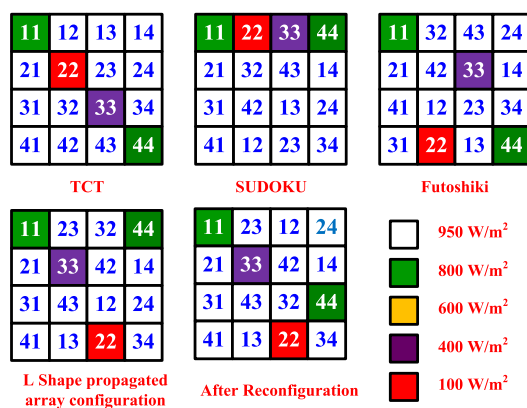 11 12 13 14
21 22 23 24
31 32 33 34
41 42 43 44
TCT
11 22 33 44
21 32 43 14
31 42 13 24
41 12 23 34
SUDOKU
11 32 43 24
21 42 33 14
41 12 23 34
31 22 13 44
Futoshiki
11 23 32 44
21 33 42 14
31 43 12 24
41 13 22 34
L Shape propagated
array configuration
11 23 12 24
21 33 42 14
31 43 32 44
41 13 22 34
After Reconfiguration
950 W/m²
800 W/m²
600 W/m²
400 W/m²
100 W/m²